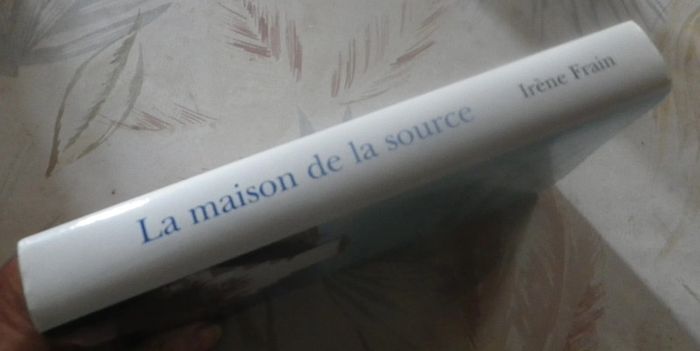 La maison de la source
Irène Frain